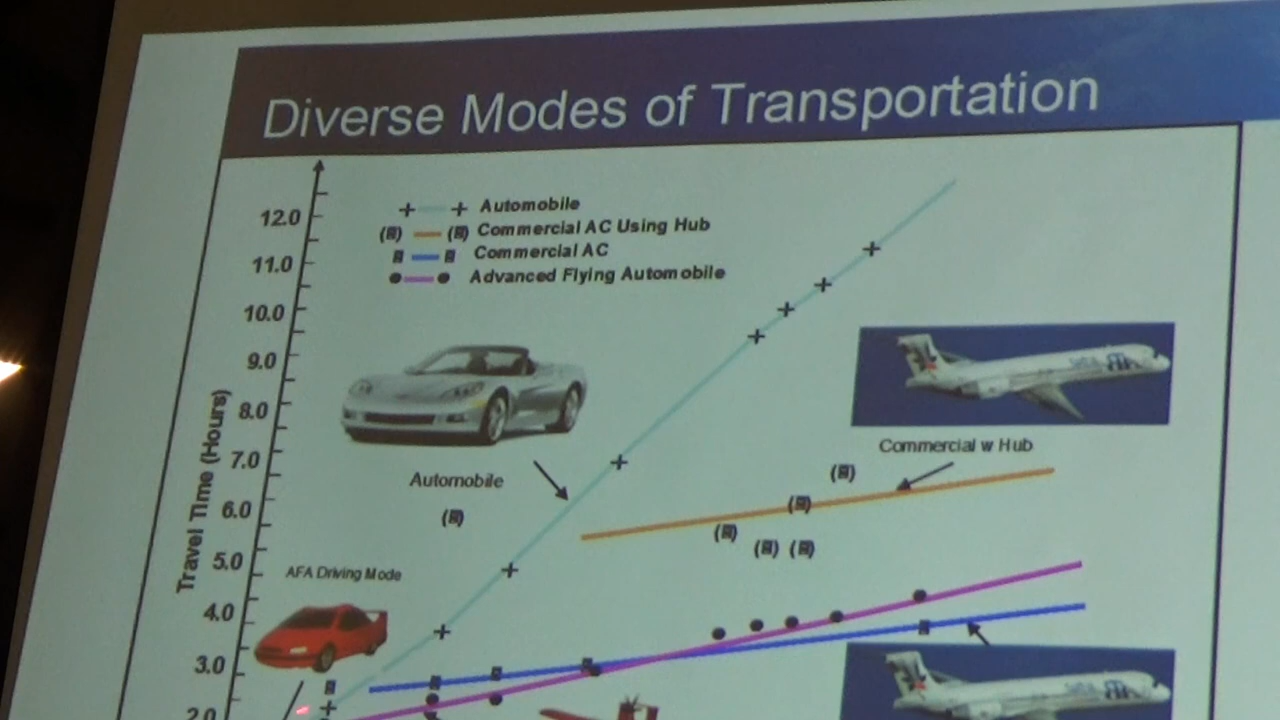 Diverse Modes of Transportation
12.0
11.0
10.0
9.0
8.0
7.0
6.0
5.0
4.0
3.0
2.0
Travel Time (Hours)
Automobile
Commercial AC Using Hub
Commercial AC
Advanced Flying Automobile
Commercial w Hub
Automobile
AFA Driving Mode